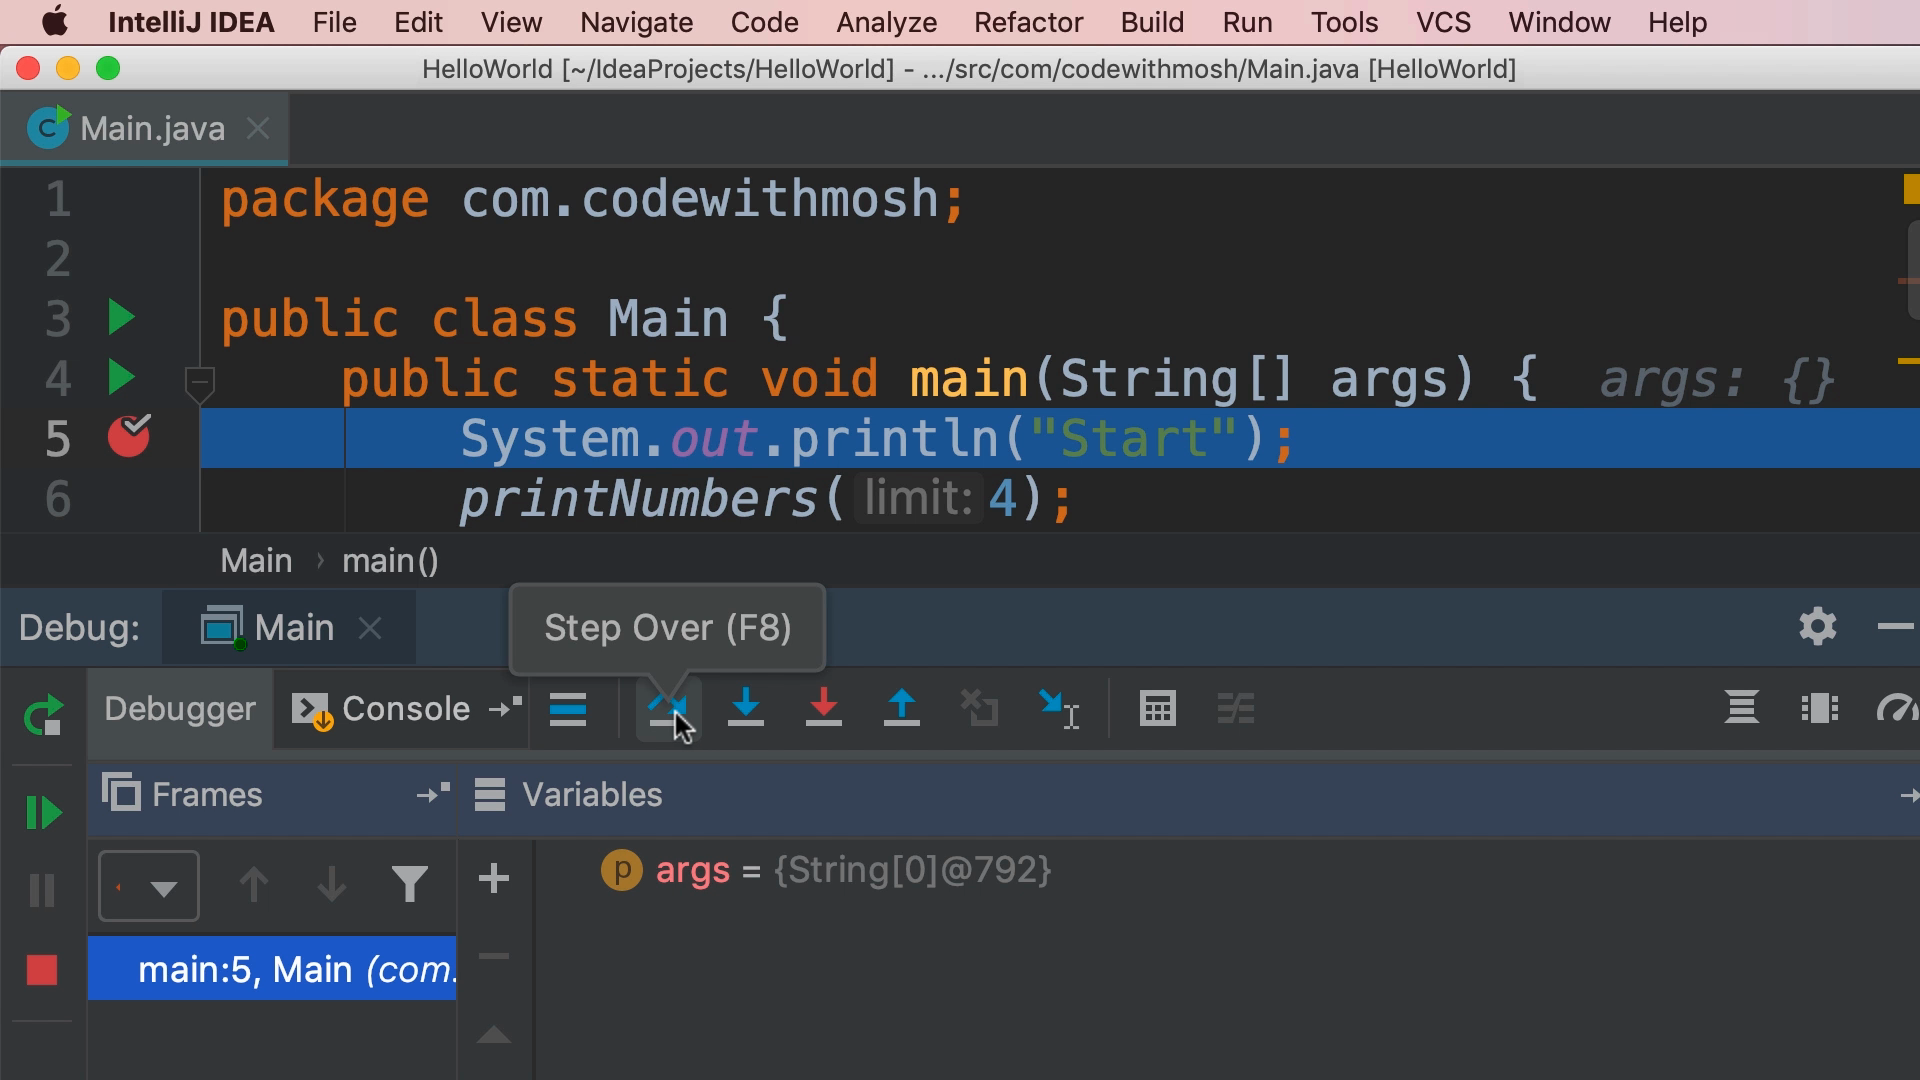 IntelliJ IDEA File Edit View Navigate Code Analyze Refactor Build Run Tools VCS Window Help
HelloWorld [~/IdeaProjects/HelloWorld] - .../src/com/codewithmosh/Main.java [HelloWorld]
C Main.java
1 package com.codewithmosh;
2
3 public class Main {
4 public static void main(String[] args) { args: {}
5 System.out.println("Start");
6 printNumbers( limit: 4);
Main › main()
Debug: Main
Step Over (F8)
Debugger Console
Frames Variables
p args = {String[0]@792}
main:5, Main (com.